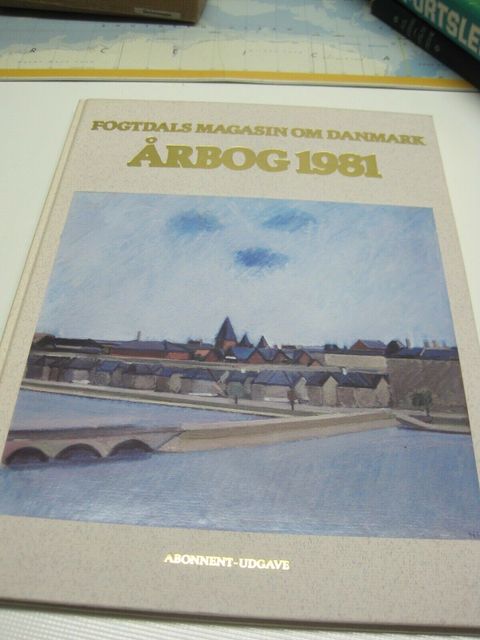 FOGTDALS MAGASIN OM DANMARK
ÅRBOG 1981
ABONNENT-UDGAVE